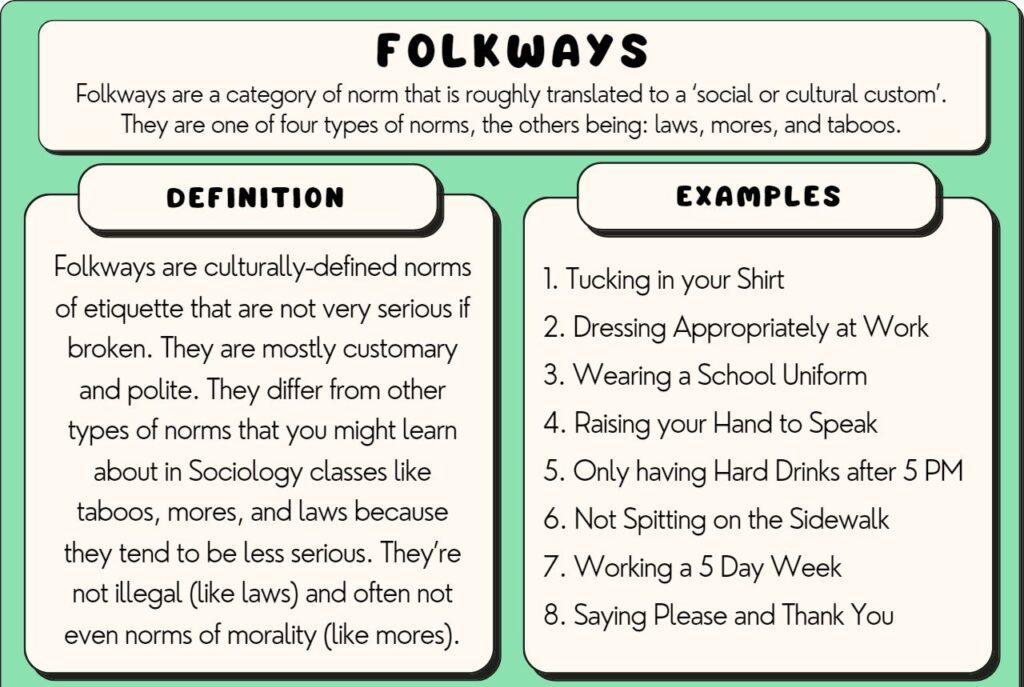 FOLKWAYS
Folkways are a category of norm that is roughly translated to a ‘social or cultural custom’.
They are one of four types of norms, the others being: laws, mores, and taboos.
DEFINITION
Folkways are culturally-defined norms
of etiquette that are not very serious if
broken. They are mostly customary
and polite. They differ from other
types of norms that you might learn
about in Sociology classes like
taboos, mores, and laws because
they tend to be less serious. They’re
not illegal (like laws) and often not
even norms of morality (like mores).
EXAMPLES
1. Tucking in your Shirt
2. Dressing Appropriately at Work
3. Wearing a School Uniform
4. Raising your Hand to Speak
5. Only having Hard Drinks after 5 PM
6. Not Spitting on the Sidewalk
7. Working a 5 Day Week
8. Saying Please and Thank You